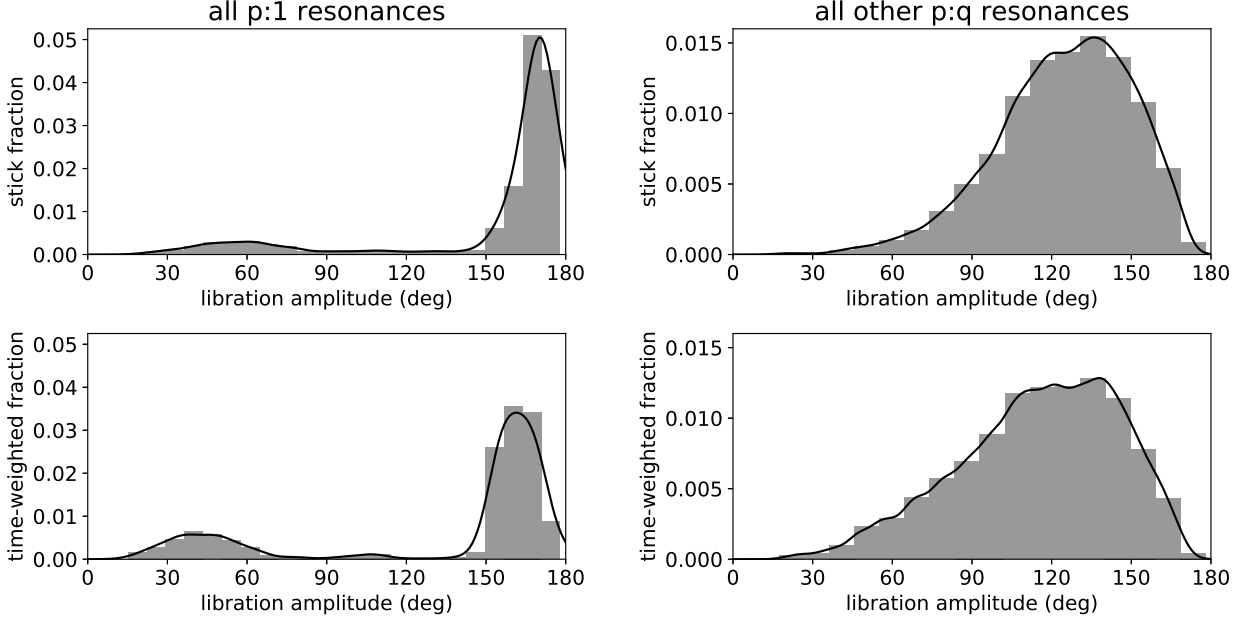 all p:1 resonances
stick fraction
0.05
0.04
0.03
0.02
0.01
0.00
0 30 60 90 120 150 180
libration amplitude (deg)
all other p:q resonances
stick fraction
0.015
0.010
0.005
0.000
0 30 60 90 120 150 180
libration amplitude (deg)
time-weighted fraction
0.05
0.04
0.03
0.02
0.01
0.00
0 30 60 90 120 150 180
libration amplitude (deg)
time-weighted fraction
0.015
0.010
0.005
0.000
0 30 60 90 120 150 180
libration amplitude (deg)